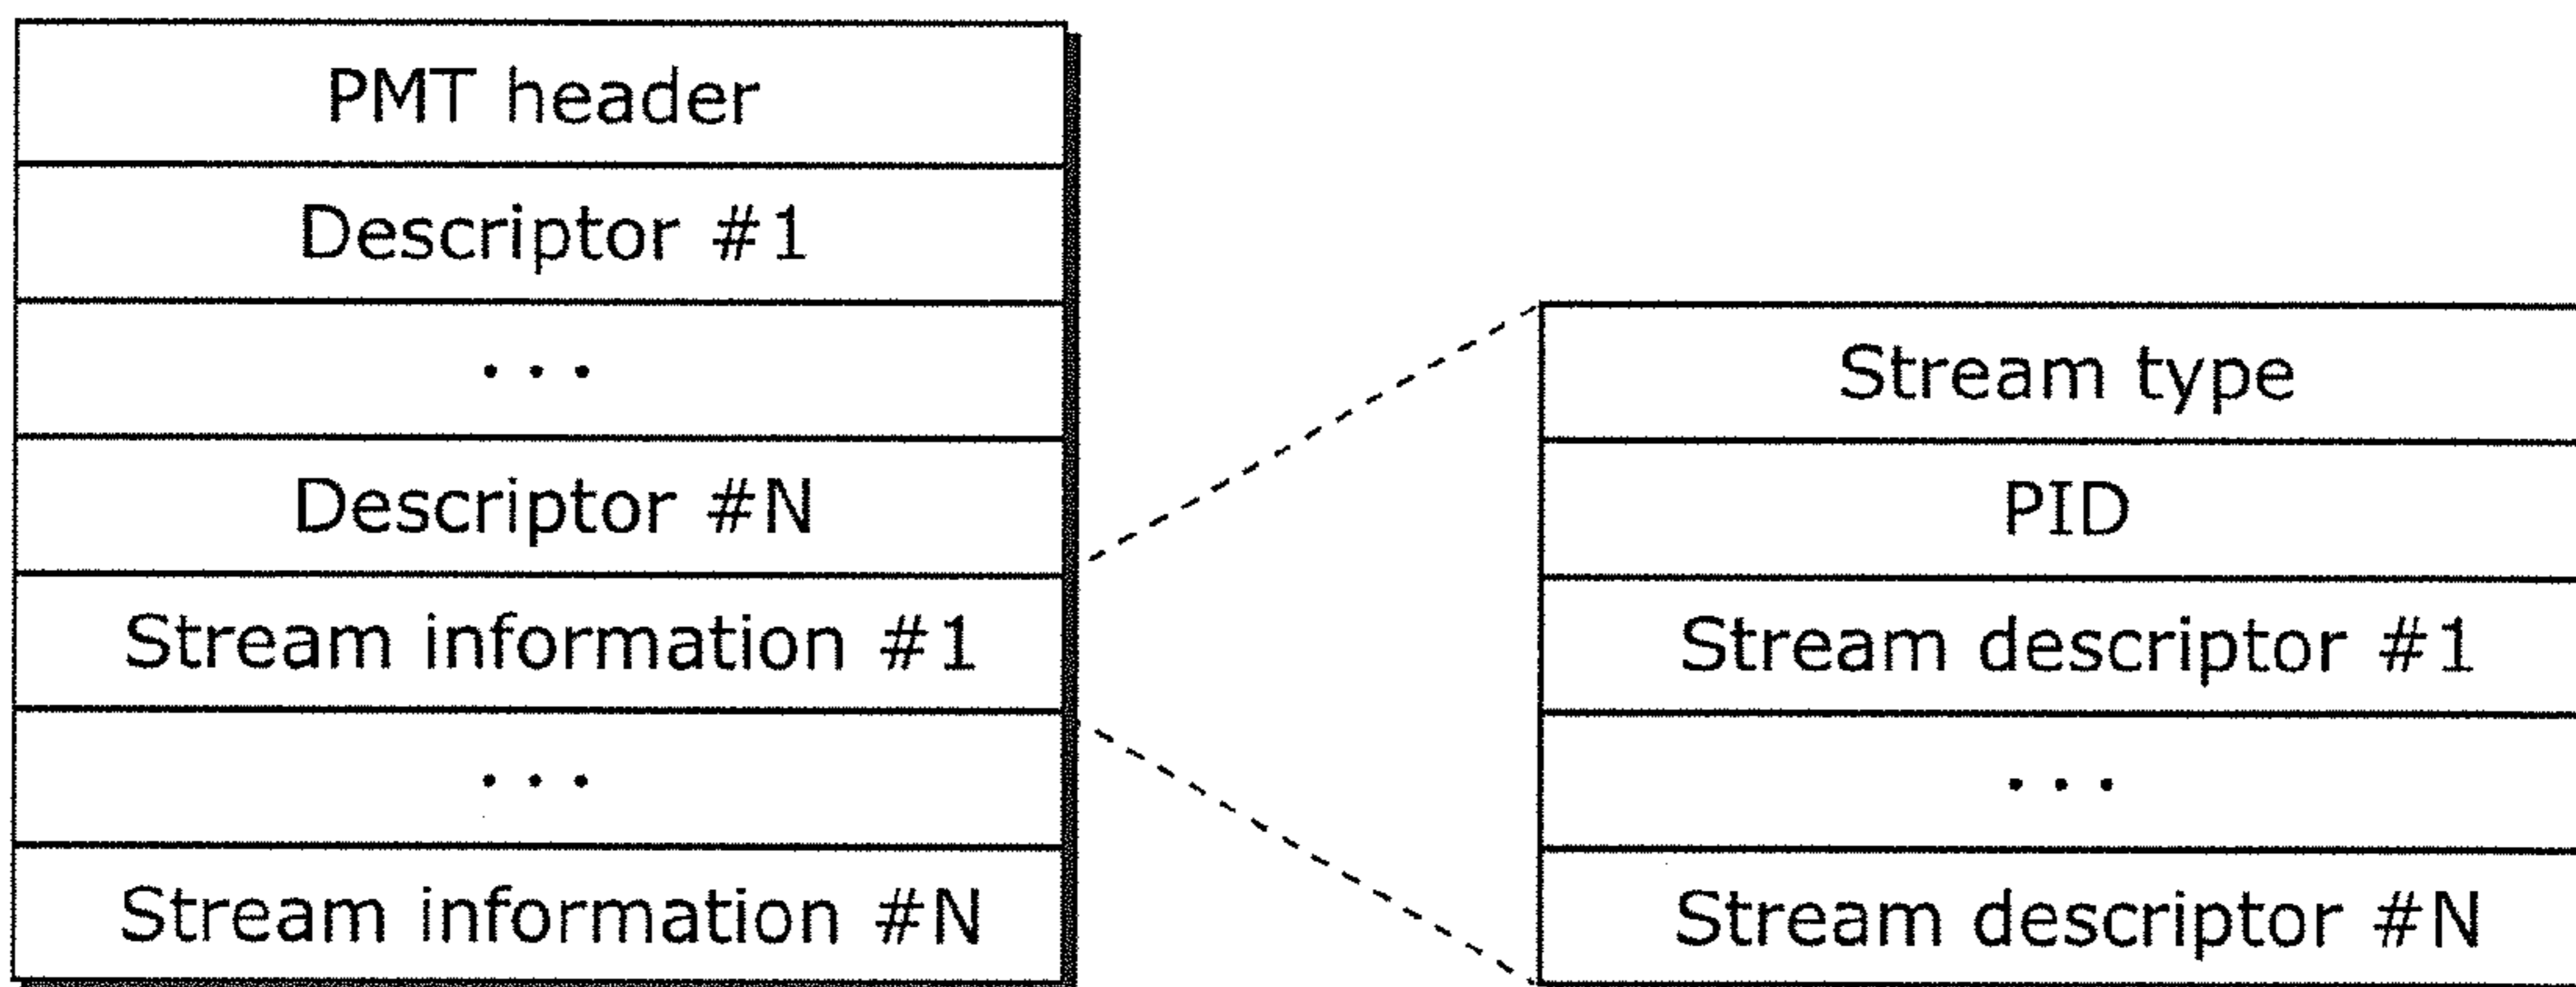 PMT header
Descriptor #1
...
Descriptor #N
Stream information #1
...
Stream information #N
Stream type
PID
Stream descriptor #1
...
Stream descriptor #N